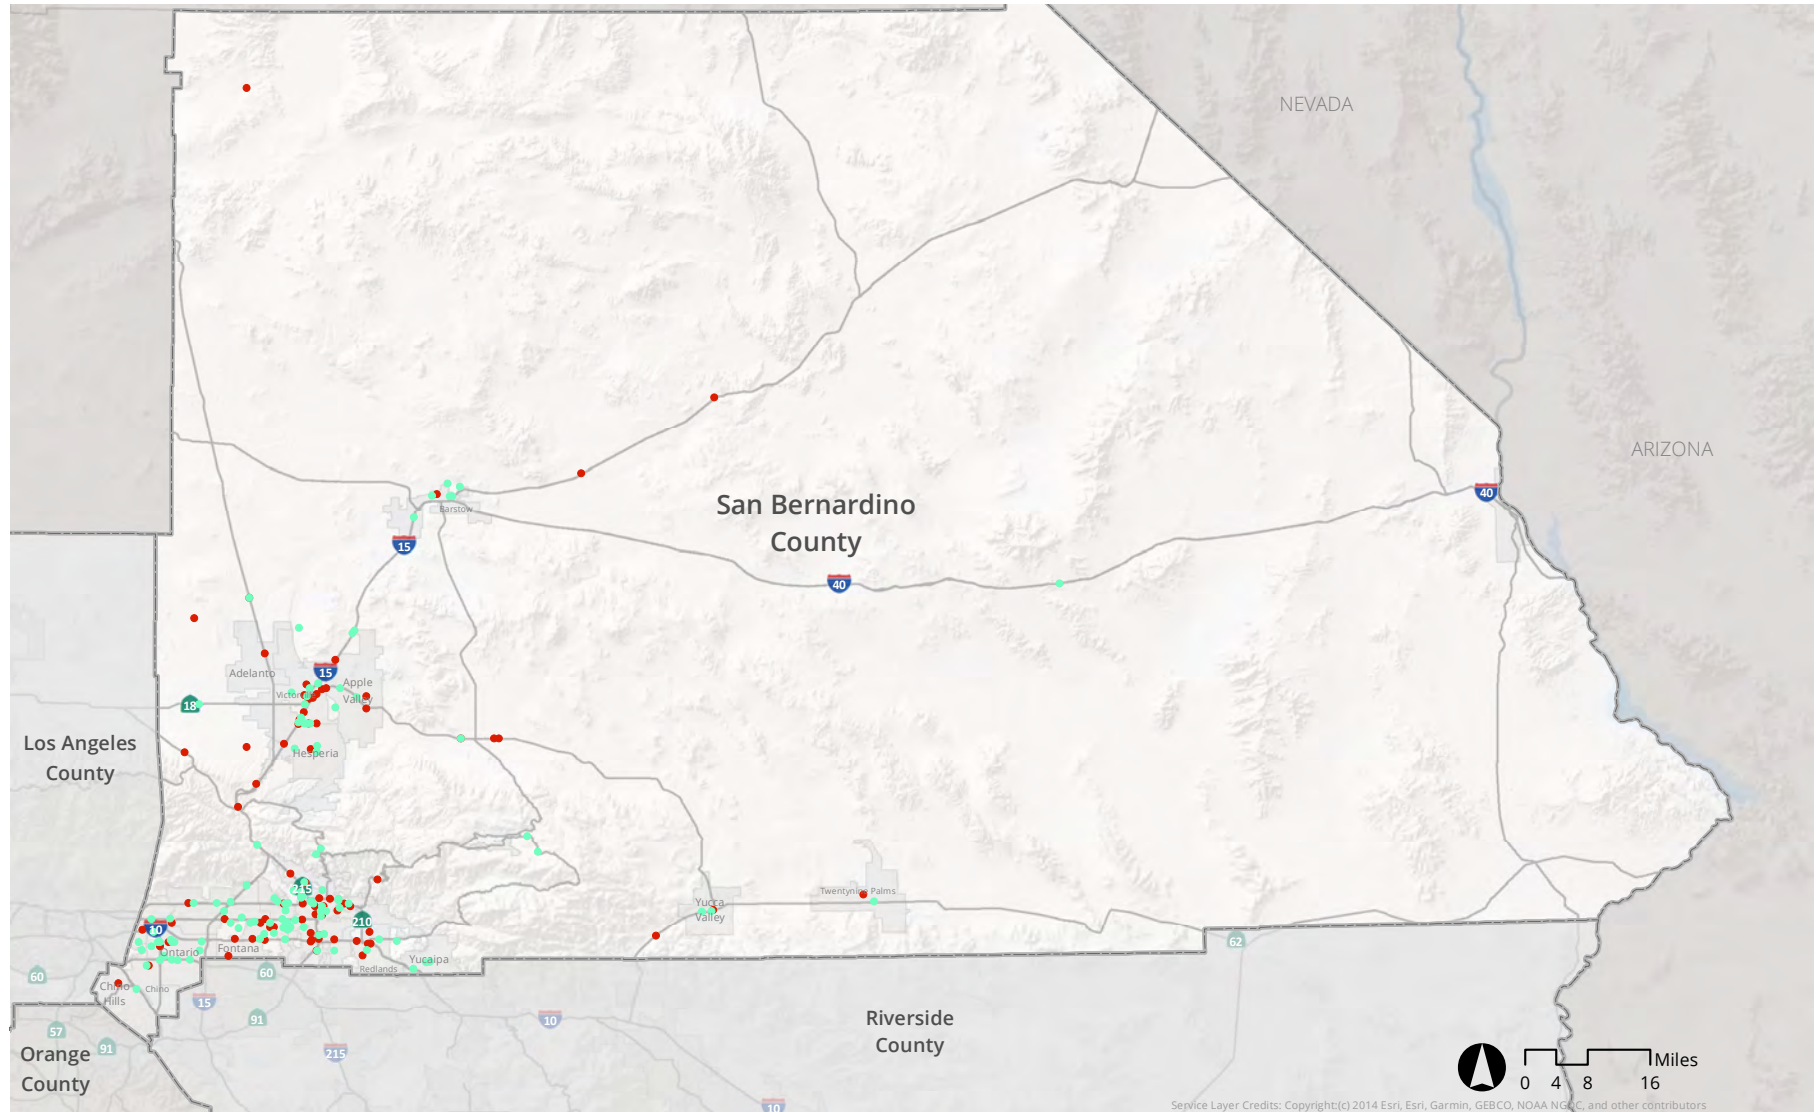 NEVADA
ARIZONA
San Bernardino
County
40
40
Barstow
15
Adelanto
15
Apple
Valley
18
Hesperia
Los Angeles
County
215
Twentynine Palms
Yucca
Valley
210
10
Ontario
Fontana
Yucaipa
Redlands
62
60
60
Chino
Hills
Chino
15
91
10
57
91
215
Riverside
County
Orange
County
10
Miles
0 4 8 16
Service Layer Credits: Copyright:(c) 2014 Esri, Esri, Garmin, GEBCO, NOAA NGDC, and other contributors